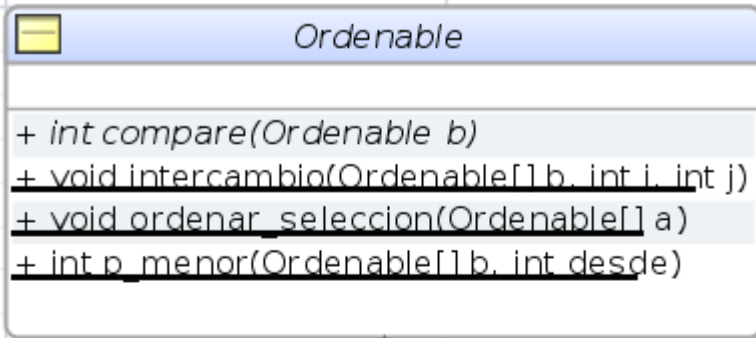 Ordenable
+ int compare(Ordenable b)
+ void intercambio(Ordenable[] b, int i, int j)
+ void ordenar_seleccion(Ordenable[] a)
+ int p_menor(Ordenable[] b, int desde)